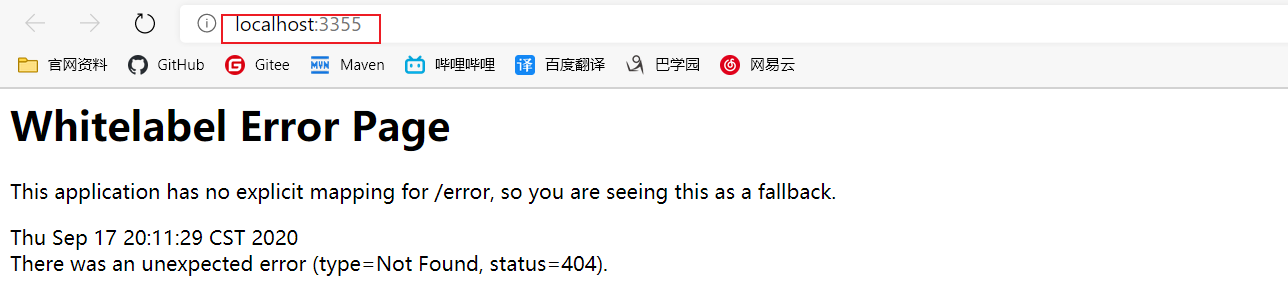 localhost:3355
官网资料 GitHub Gitee Maven 哔哩哔哩 百度翻译 巴学园 网易云
Whitelabel Error Page
This application has no explicit mapping for /error, so you are seeing this as a fallback.
Thu Sep 17 20:11:29 CST 2020
There was an unexpected error (type=Not Found, status=404).